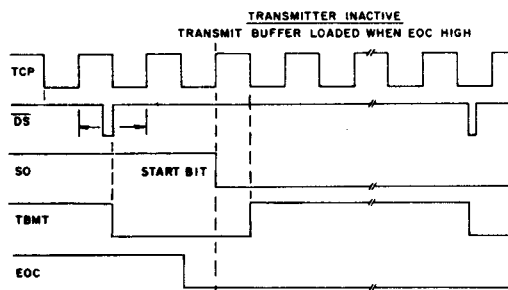 TRANSMITTER INACTIVE
TRANSMIT BUFFER LOADED WHEN EOC HIGH
TCP
DS
SO
START BIT
TBMT
EOC